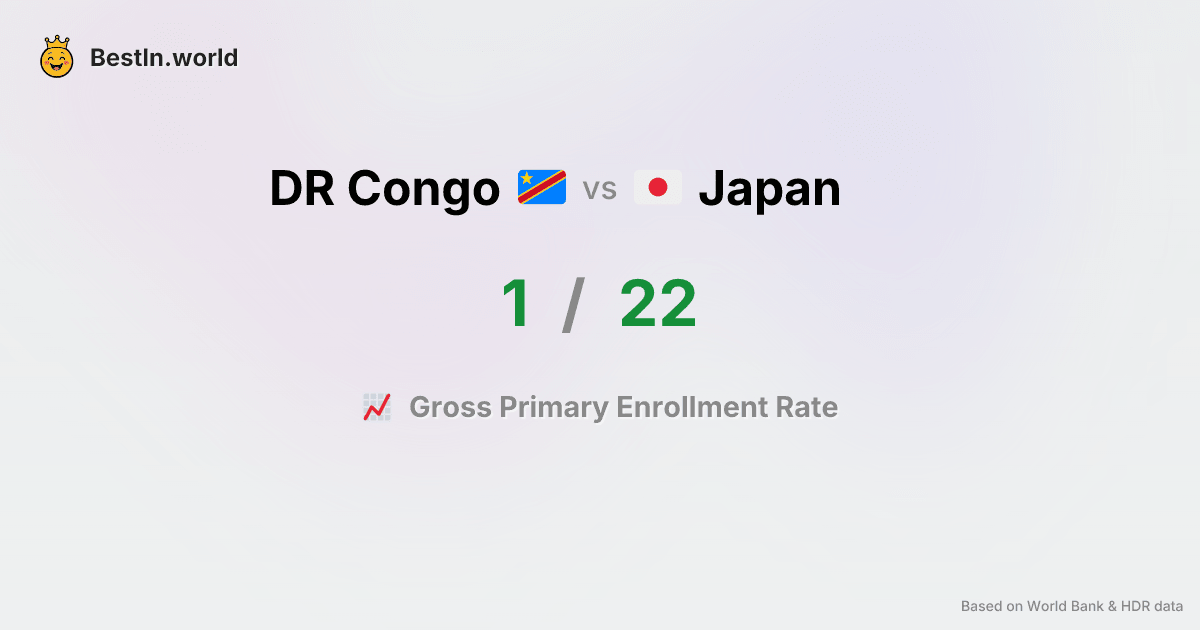 BestIn.world
DR Congo vs Japan
1 / 22
Gross Primary Enrollment Rate
Based on World Bank & HDR data